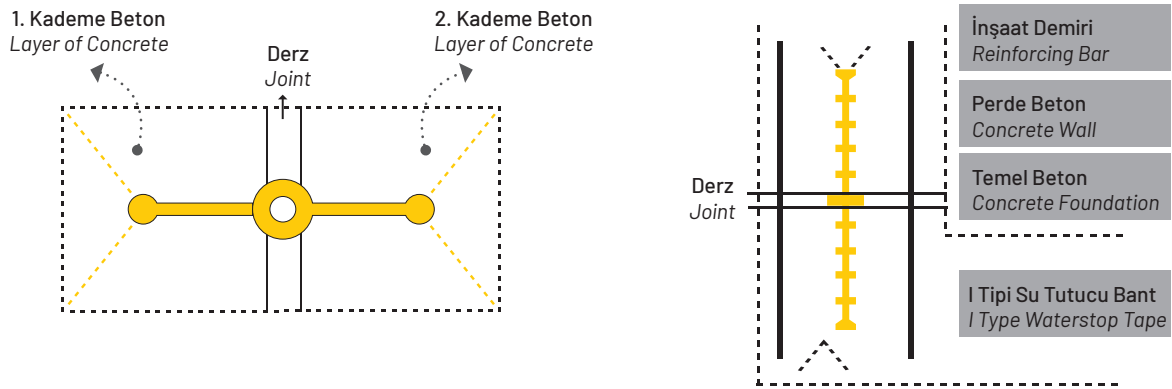 1. Kademe Beton
Layer of Concrete
2. Kademe Beton
Layer of Concrete
Derz
Joint
Derz
Joint
İnşaat Demiri
Reinforcing Bar
Perde Beton
Concrete Wall
Temel Beton
Concrete Foundation
I Tipi Su Tutucu Bant
I Type Waterstop Tape